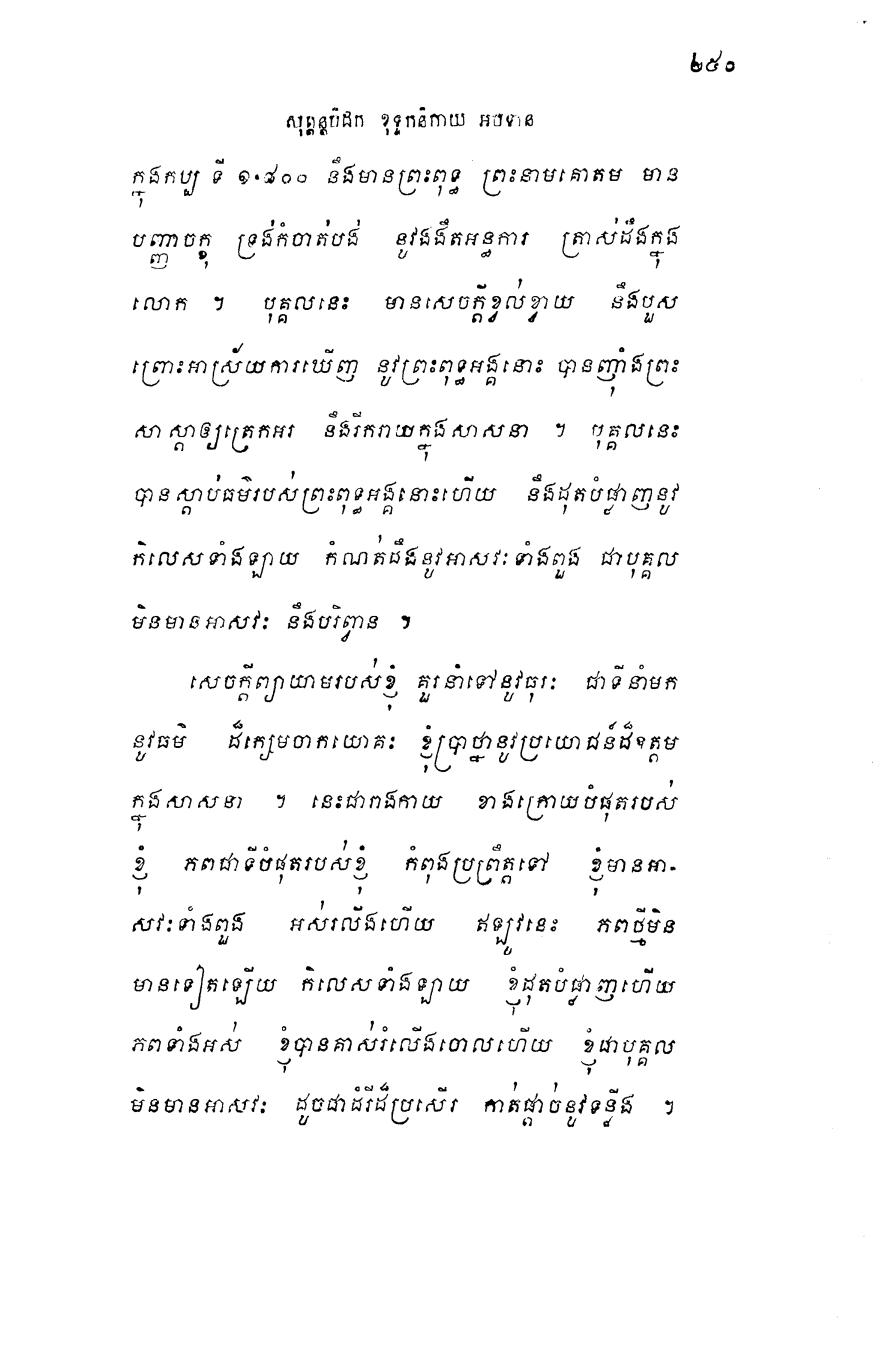 ២៥០
សុត្តន្តបិដក ខុទ្ទកនិកាយ អបទាន
ក្នុងកប្ប ទី ១.៨០០ នឹងមានព្រះពុទ្ធ ព្រះនាមគោតម មាន
បញ្ញាចក្ខុ ទ្រង់កំចាត់បង់ នូវងងឹតអន្ធការ ត្រាស់ដឹងក្នុង
លោក ។ បុគ្គលនេះ មានសេចក្តីខ្វល់ខ្វាយ នឹងបួស
ព្រោះអាស្រ័យការឃើញ នូវព្រះពុទ្ធអង្គនោះ បានញុំាងព្រះ
សាស្តាឲ្យត្រេកអរ នឹងរីករាយក្នុងសាសនា ។ បុគ្គលនេះ
បានស្តាប់ធម៌របស់ព្រះពុទ្ធអង្គនោះហើយ នឹងដុតបំផ្លាញនូវ
កិលេសទាំងឡាយ កំណត់ដឹងនូវអាសវៈទាំងពួង ជាបុគ្គល
មិនមានអាសវៈ នឹងបរិព្វាន ។
សេចក្តីព្យាយាមរបស់ខ្ញុំ គួរនាំទៅនូវធុរៈ ជាទីនាំមក
នូវធម៌ ដ៏ក្សេមចាកយោគៈ ខ្ញុំប្រាថ្នានូវប្រយោជន៍ដ៏ឧត្តម
ក្នុងសាសនា ។ នេះជារាងកាយ ខាងក្រោយបំផុតរបស់
ខ្ញុំ ភពជាទីបំផុតរបស់ខ្ញុំ កំពុងប្រព្រឹត្តទៅ ខ្ញុំមានអា-
សវៈទាំងពួង អស់រលីងហើយ ឥឡូវនេះ ភពថ្មីមិន
មានទៀតឡើយ កិលេសទាំងឡាយ ខ្ញុំដុតបំផ្លាញហើយ
ភពទាំងអស់ ខ្ញុំបានគាស់រំលើងចោលហើយ ខ្ញុំជាបុគ្គល
មិនមានអាសវៈ ដូចជាដំរីដ៏ប្រសើរ កាត់ផ្តាច់នូវទន្លីង ។